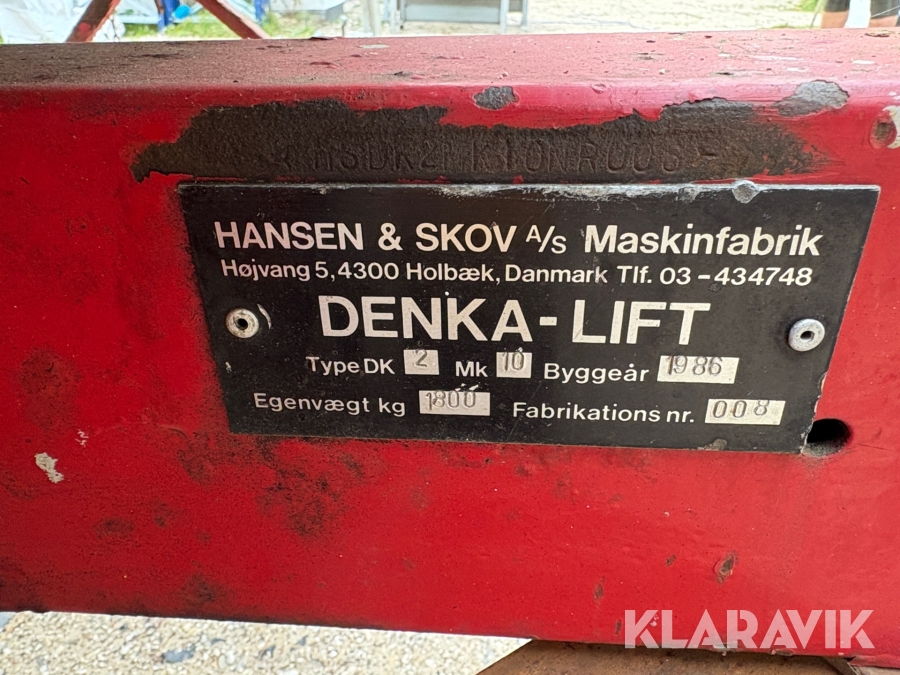 HSDK2MK10NR008
HANSEN & SKOV A/S Maskinfabrik
Højvang 5, 4300 Holbæk, Danmark Tlf. 03-434748
DENKA-LIFT
Type DK 2 Mk 10 Byggeår 1986
Egenvægt kg 1800 Fabrikations nr. 008
KLARAVIK